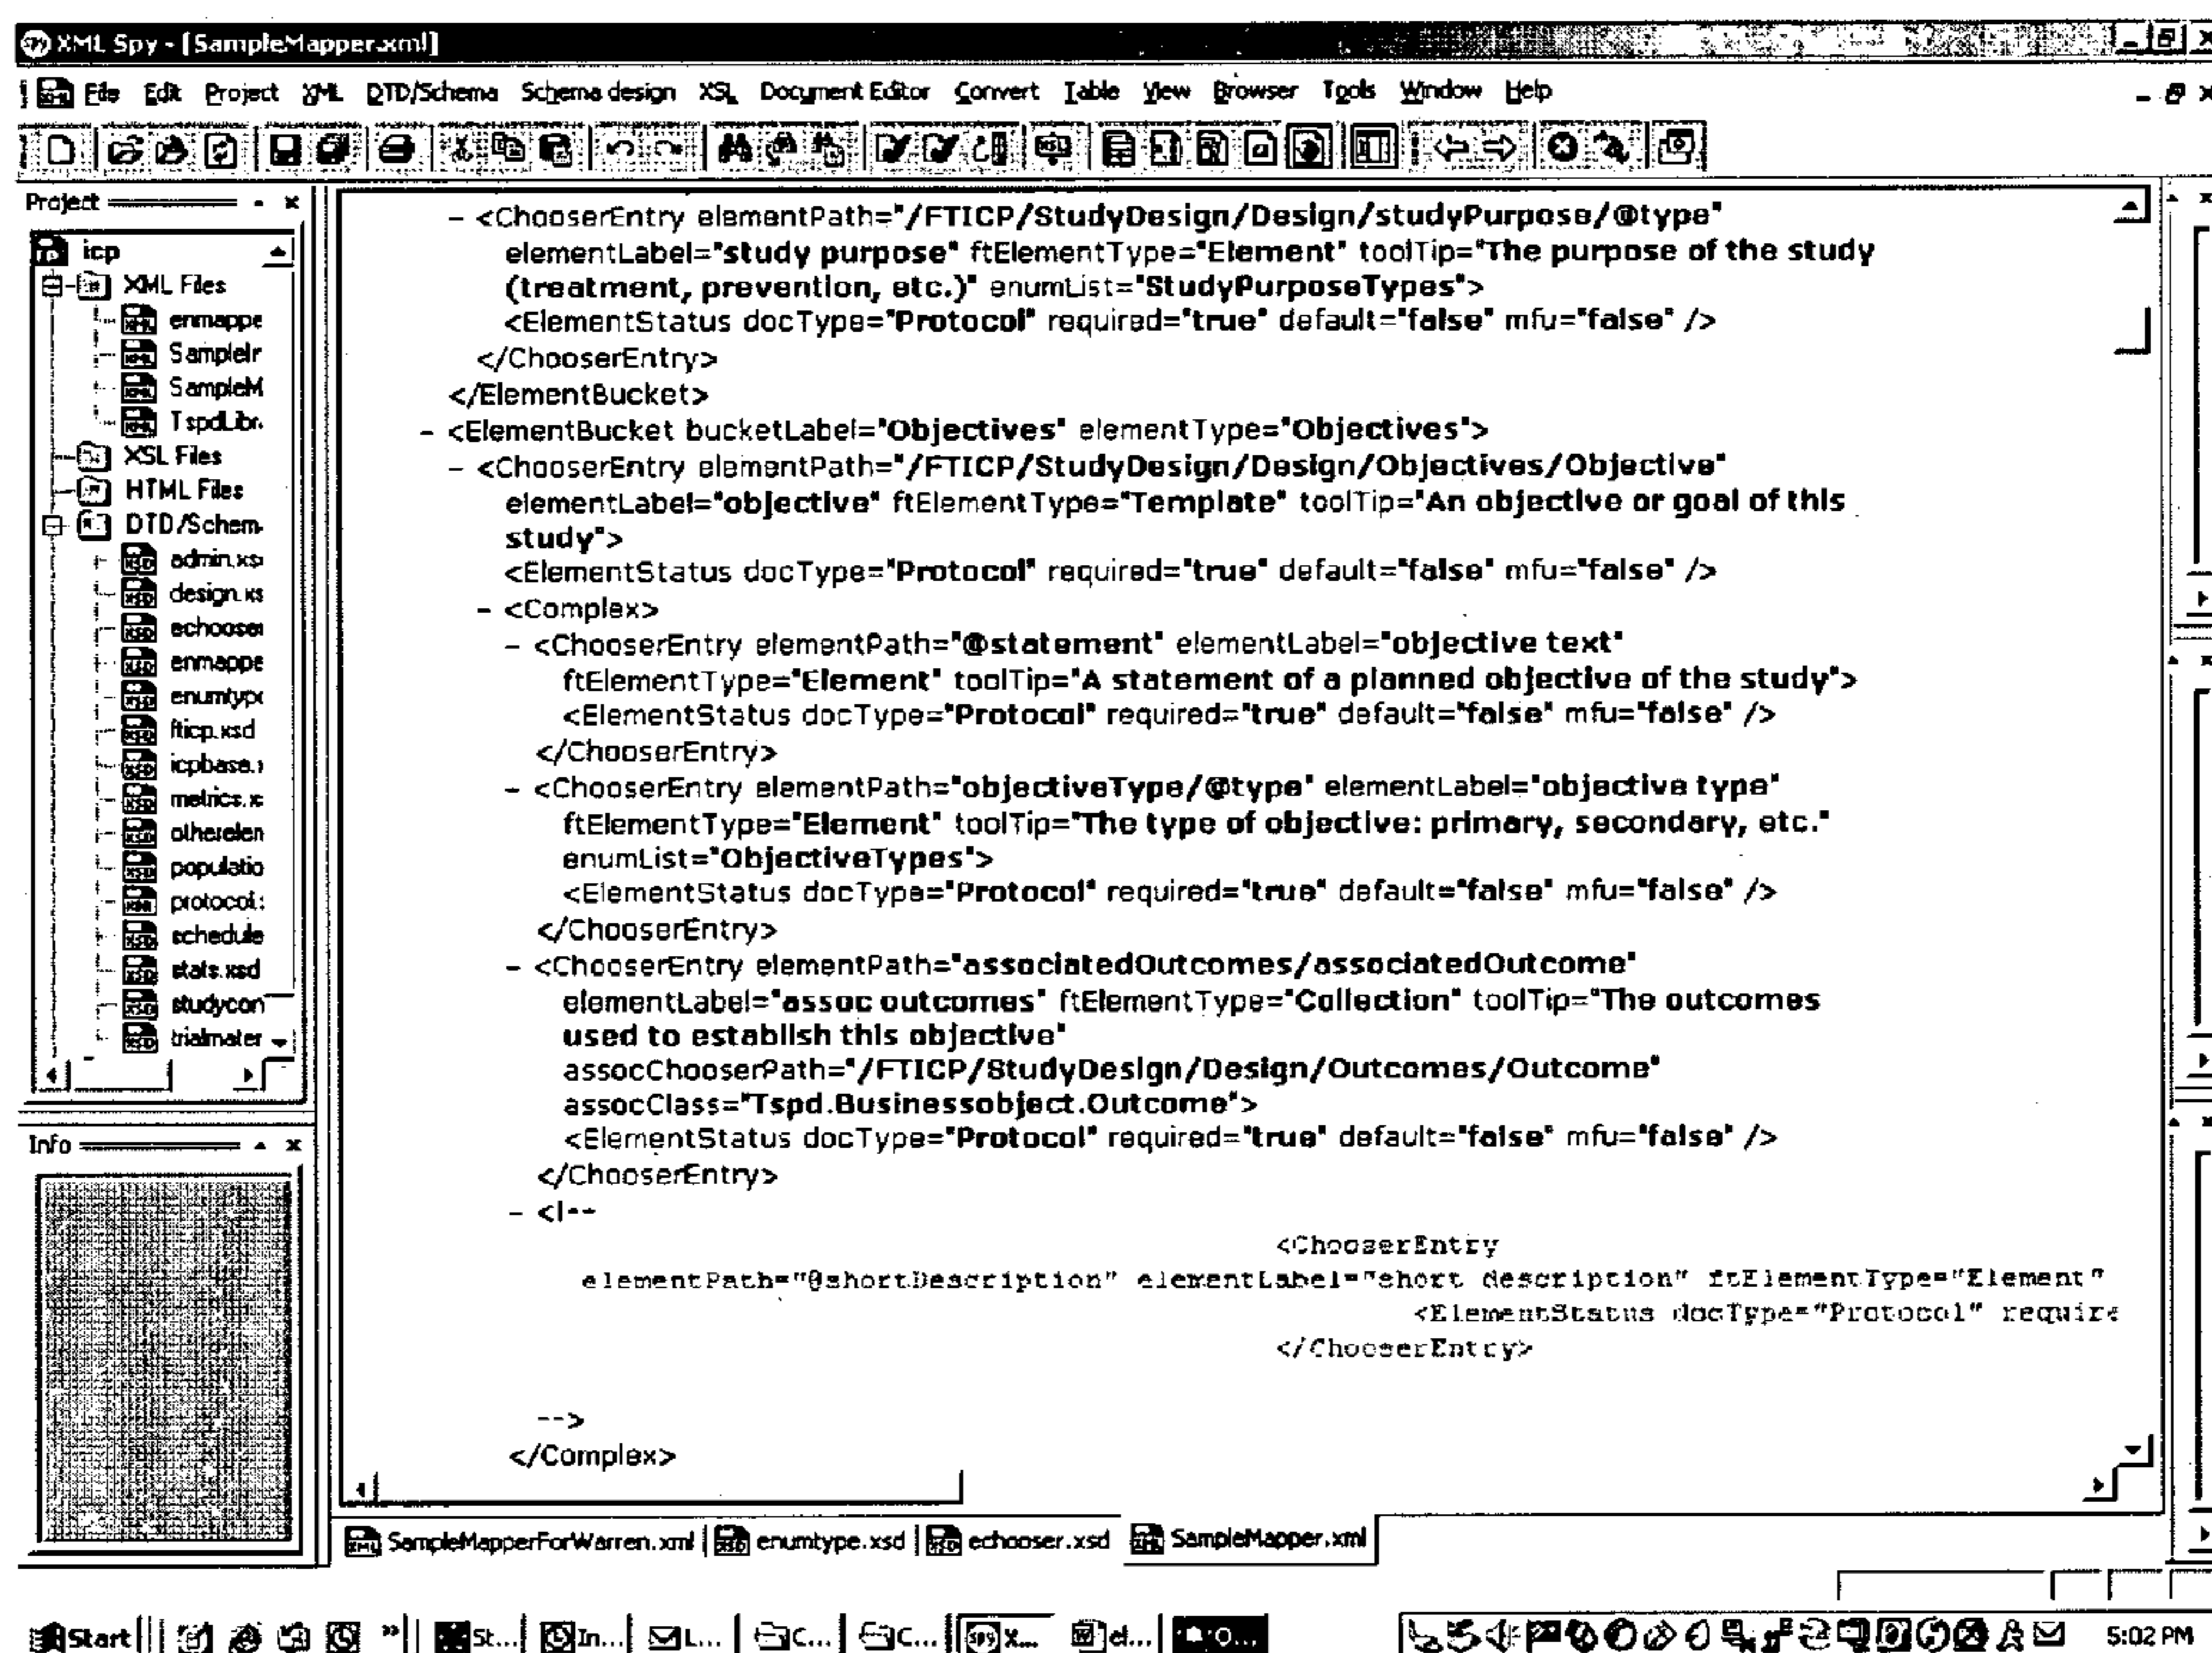 XML Spy - [SampleMapper.xml]
File Edit Project XML DTD/Schema Schema design XSL Document Editor Convert Table View Browser Tools Window Help
Project
icp
XML Files
enmappe
SampleIr
SampleM
TspdLibr.
XSL Files
HTML Files
DTD/Schem.
admin.xs
design.xs
echooser
enmappe
enumtype
fticp.xsd
icpbase.x
metrics.x
otherelen
populatio
protocol.:
schedule
stats.xsd
studycon
trialmater
Info
- <ChooserEntry elementPath="/FTICP/StudyDesign/Design/studyPurpose/@type"
elementLabel="study purpose" ftElementType="Element" toolTip="The purpose of the study
(treatment, prevention, etc.)" enumList="StudyPurposeTypes">
<ElementStatus docType="Protocol" required="true" default="false" mfu="false" />
</ChooserEntry>
</ElementBucket>
- <ElementBucket bucketLabel="Objectives" elementType="Objectives">
- <ChooserEntry elementPath="/FTICP/StudyDesign/Design/Objectives/Objective"
elementLabel="objective" ftElementType="Template" toolTip="An objective or goal of this
study">
<ElementStatus docType="Protocol" required="true" default="false" mfu="false" />
- <Complex>
- <ChooserEntry elementPath="@statement" elementLabel="objective text"
ftElementType="Element" toolTip="A statement of a planned objective of the study">
<ElementStatus docType="Protocol" required="true" default="false" mfu="false" />
</ChooserEntry>
- <ChooserEntry elementPath="objectiveType/@type" elementLabel="objective type"
ftElementType="Element" toolTip="The type of objective: primary, secondary, etc."
enumList="ObjectiveTypes">
<ElementStatus docType="Protocol" required="true" default="false" mfu="false" />
</ChooserEntry>
- <ChooserEntry elementPath="associatedOutcomes/associatedOutcome"
elementLabel="assoc outcomes" ftElementType="Collection" toolTip="The outcomes
used to establish this objective"
assocChooserPath="/FTICP/StudyDesign/Design/Outcomes/Outcome"
assocClass="Tspd.Businessobject.Outcome">
<ElementStatus docType="Protocol" required="true" default="false" mfu="false" />
</ChooserEntry>
- <!--
<ChooserEntry
elementPath="@shortDescription" elementLabel="short description" ftElementType="Element"
<ElementStatus docType="Protocol" require
</ChooserEntry>
-->
</Complex>
SampleMapperForWarren.xml enumtype.xsd echooser.xsd SampleMapper.xml
Start St... In... L... C... C... X... el... O... 5:02 PM